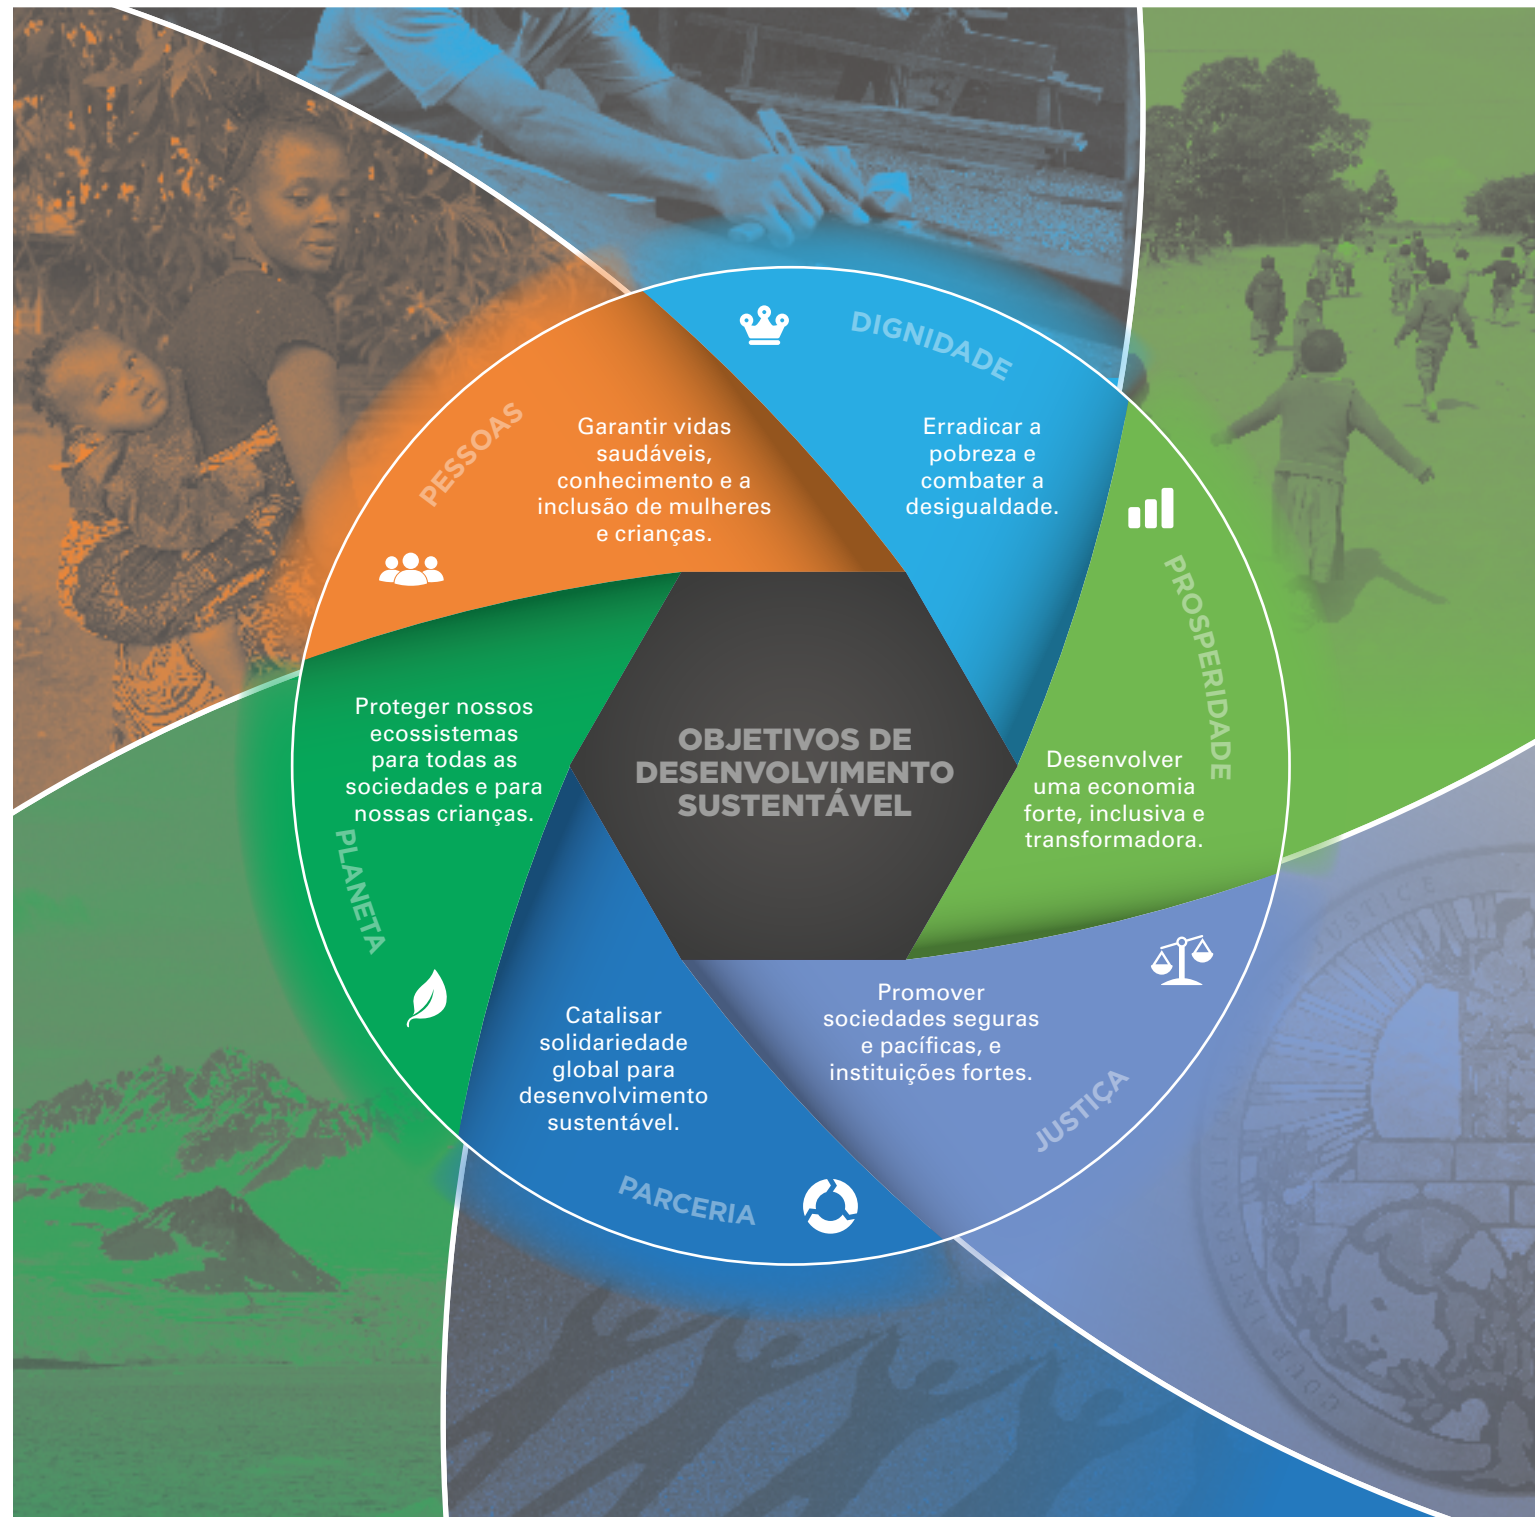 OBJETIVOS DE
DESENVOLVIMENTO
SUSTENTÁVEL
DIGNIDADE
Erradicar a
pobreza e
combater a
desigualdade.
PROSPERIDADE
Desenvolver
uma economia
forte, inclusiva e
transformadora.
JUSTIÇA
Promover
sociedades seguras
e pacíficas, e
instituições fortes.
PARCERIA
Catalisar
solidariedade
global para
desenvolvimento
sustentável.
PLANETA
Proteger nossos
ecossistemas
para todas as
sociedades e para
nossas crianças.
PESSOAS
Garantir vidas
saudáveis,
conhecimento e a
inclusão de mulheres
e crianças.